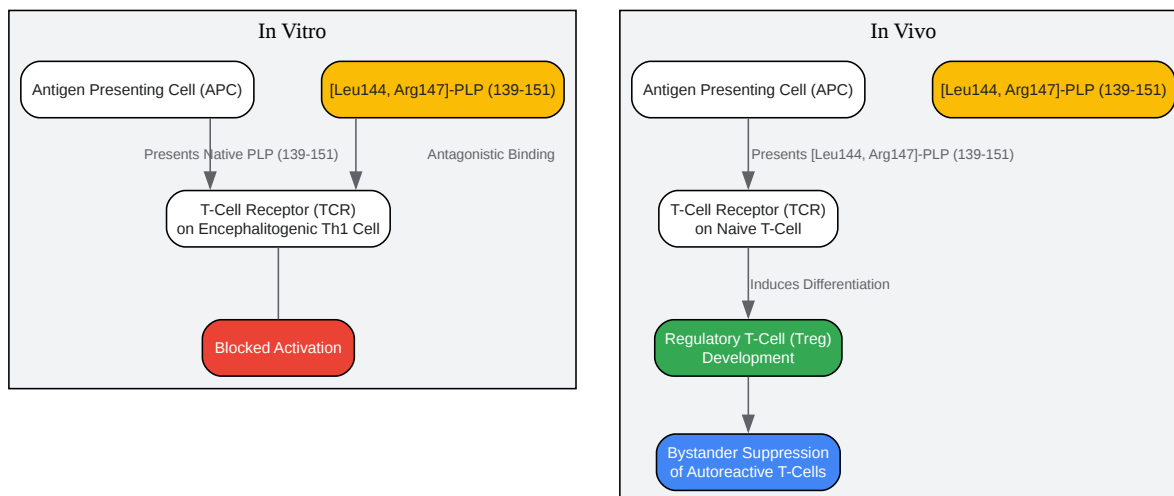 In Vitro
Antigen Presenting Cell (APC)
[Leu144, Arg147]-PLP (139-151)
Presents Native PLP (139-151)
Antagonistic Binding
T-Cell Receptor (TCR)
on Encephalitogenic Th1 Cell
Blocked Activation
In Vivo
Antigen Presenting Cell (APC)
[Leu144, Arg147]-PLP (139-151)
Presents [Leu144, Arg147]-PLP (139-151)
T-Cell Receptor (TCR)
on Naive T-Cell
Induces Differentiation
Regulatory T-Cell (Treg)
Development
Bystander Suppression
of Autoreactive T-Cells